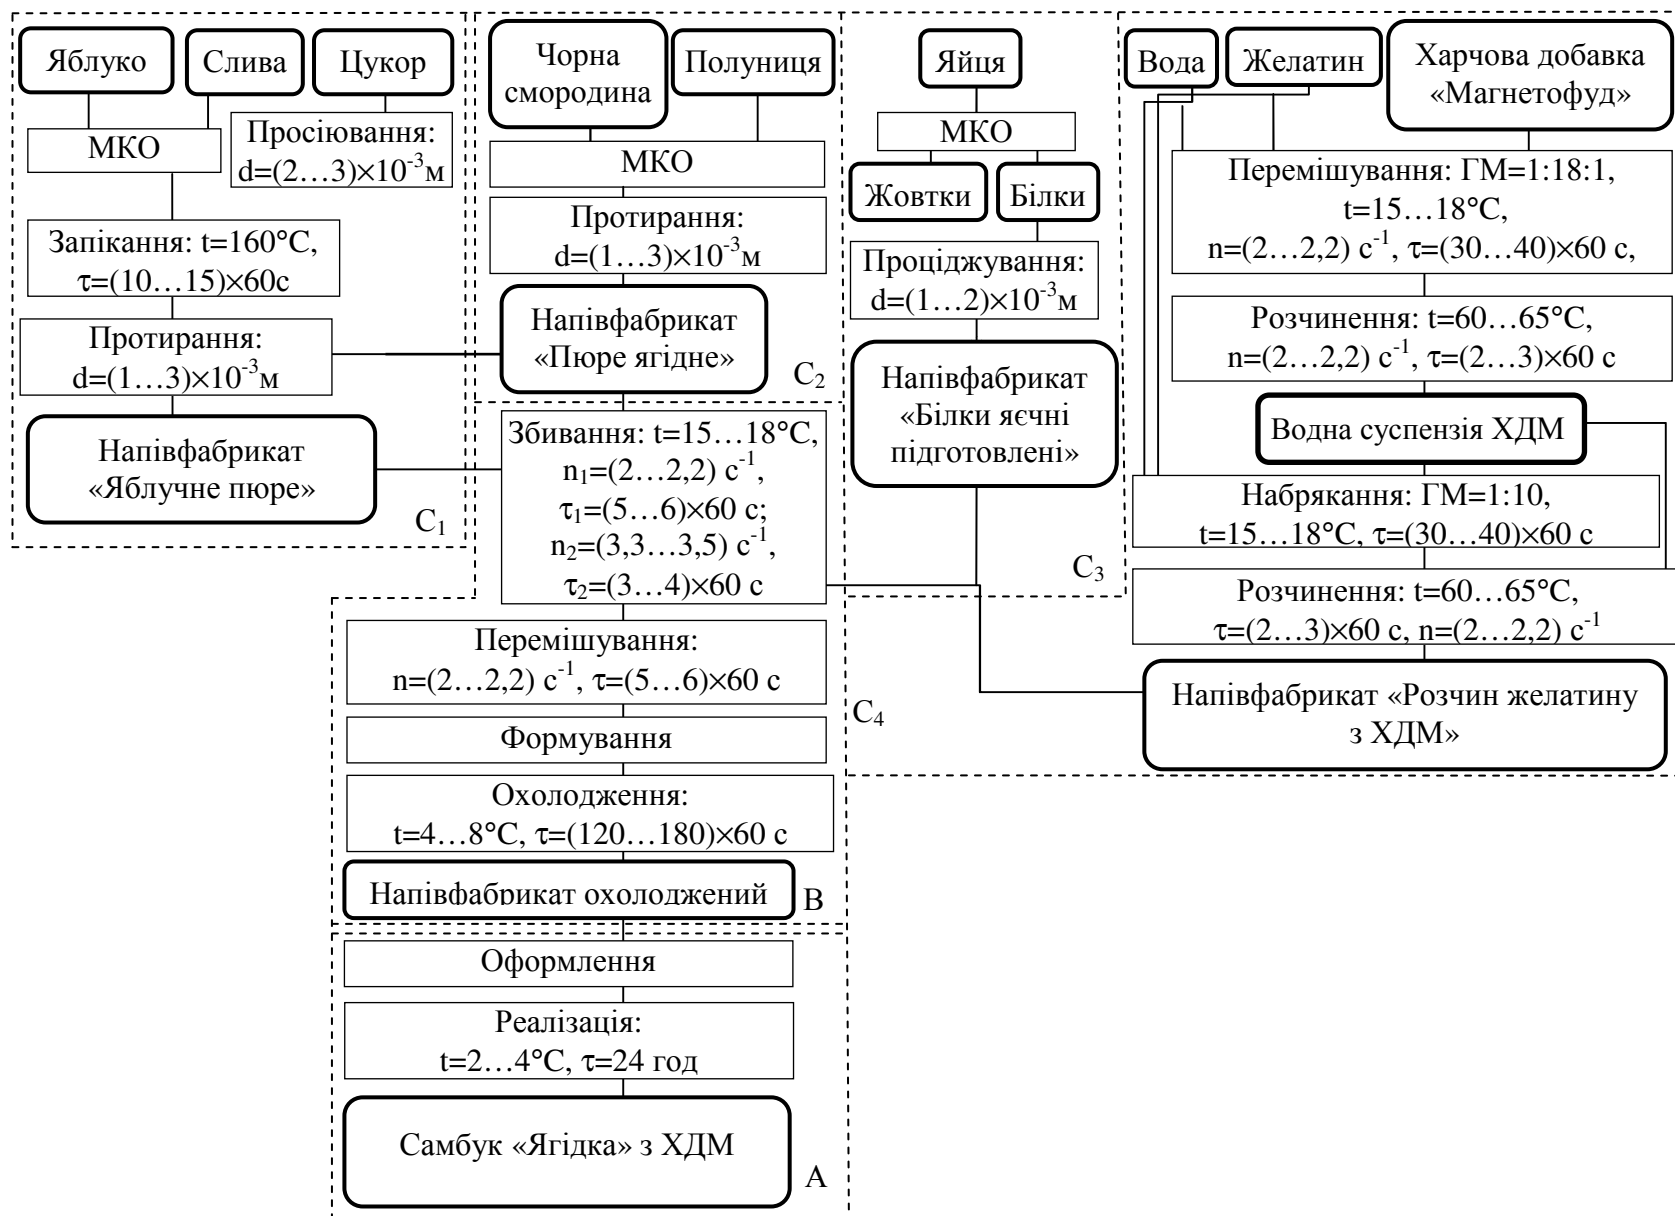 Яблуко
Слива
Цукор
МКО
Просіювання:
d=(2…3)×10⁻³м
Запікання: t=160°С,
τ=(10…15)×60с
Протирання:
d=(1…3)×10⁻³м
Напівфабрикат
«Яблучне пюре»
С₁
Чорна
смородина
Полуниця
МКО
Протирання:
d=(1…3)×10⁻³м
Напівфабрикат
«Пюре ягідне»
С₂
Яйця
МКО
Жовтки
Білки
Проціджування:
d=(1…2)×10⁻³м
Напівфабрикат
«Білки яєчні
підготовлені»
С₃
Вода
Желатин
Харчова добавка
«Магнетофуд»
Перемішування: ГМ=1:18:1,
t=15…18°С,
n=(2…2,2) с⁻¹, τ=(30…40)×60 с,
Розчинення: t=60…65°С,
n=(2…2,2) с⁻¹, τ=(2…3)×60 с
Водна суспензія ХДМ
Набрякання: ГМ=1:10,
t=15…18°С, τ=(30…40)×60 с
Розчинення: t=60…65°С,
τ=(2…3)×60 с, n=(2…2,2) с⁻¹
Напівфабрикат «Розчин желатину
з ХДМ»
С₄
Збивання: t=15…18°С,
n₁=(2…2,2) с⁻¹,
τ₁=(5…6)×60 с;
n₂=(3,3…3,5) с⁻¹,
τ₂=(3…4)×60 с
Перемішування:
n=(2…2,2) с⁻¹, τ=(5…6)×60 с
Формування
Охолодження:
t=4…8°С, τ=(120…180)×60 с
Напівфабрикат охолоджений
В
Оформлення
Реалізація:
t=2…4°С, τ=24 год
Самбук «Ягідка» з ХДМ
А